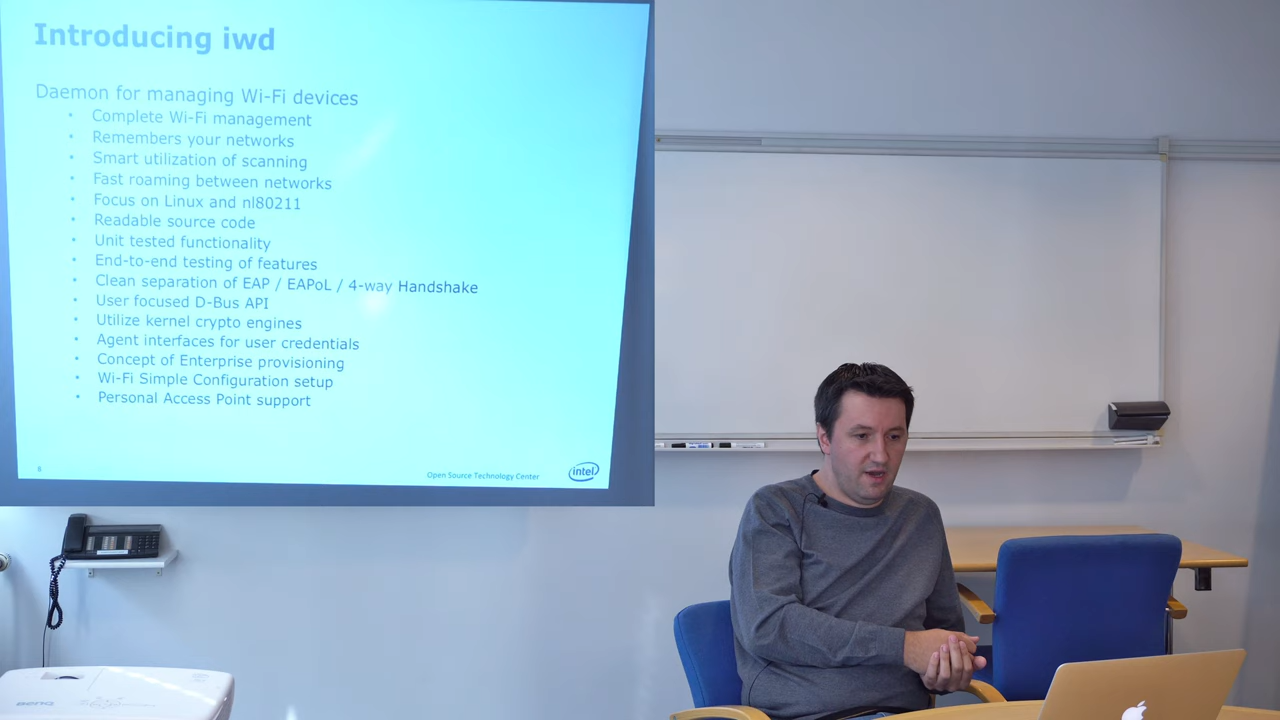 Introducing iwd
Daemon for managing Wi-Fi devices
• Complete Wi-Fi management
• Remembers your networks
• Smart utilization of scanning
• Fast roaming between networks
• Focus on Linux and nl80211
• Readable source code
• Unit tested functionality
• End-to-end testing of features
• Clean separation of EAP / EAPoL / 4-way Handshake
• User focused D-Bus API
• Utilize kernel crypto engines
• Agent interfaces for user credentials
• Concept of Enterprise provisioning
• Wi-Fi Simple Configuration setup
• Personal Access Point support
8
Open Source Technology Center
intel
BenQ